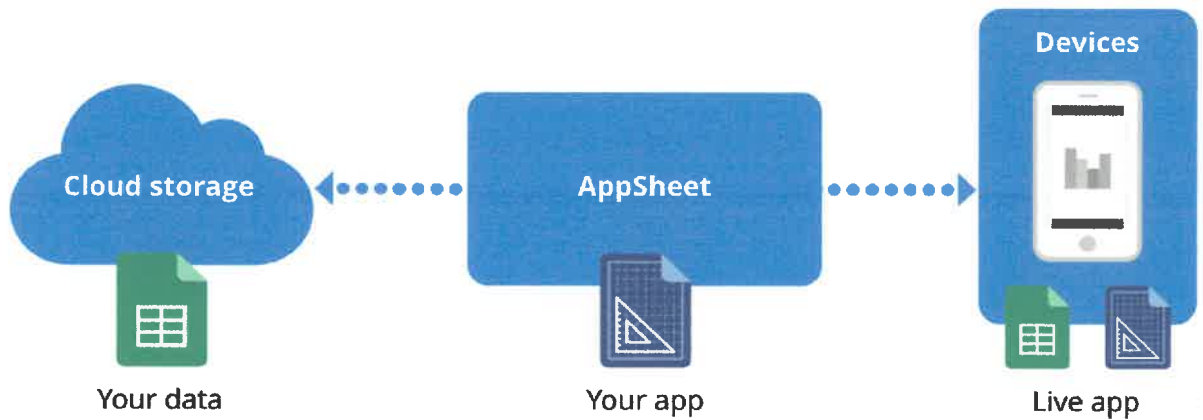 Devices
Cloud storage
AppSheet
Your data
Your app
Live app